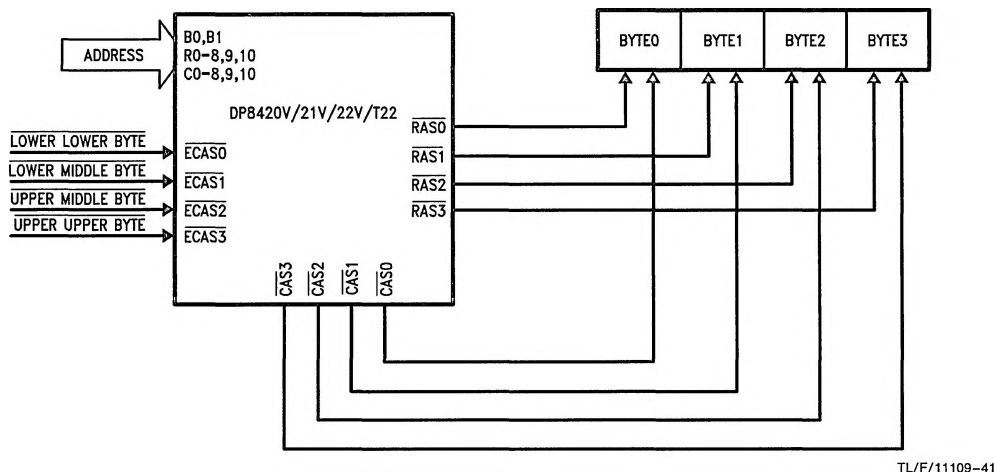 ADDRESS
B0,B1
R0-8,9,10
C0-8,9,10
DP8420V/21V/22V/T22
LOWER LOWER BYTE
LOWER MIDDLE BYTE
UPPER MIDDLE BYTE
UPPER UPPER BYTE
ECAS0
ECAS1
ECAS2
ECAS3
RAS0
RAS1
RAS2
RAS3
CAS3
CAS2
CAS1
CAS0
BYTE0
BYTE1
BYTE2
BYTE3
TL/F/11109-41